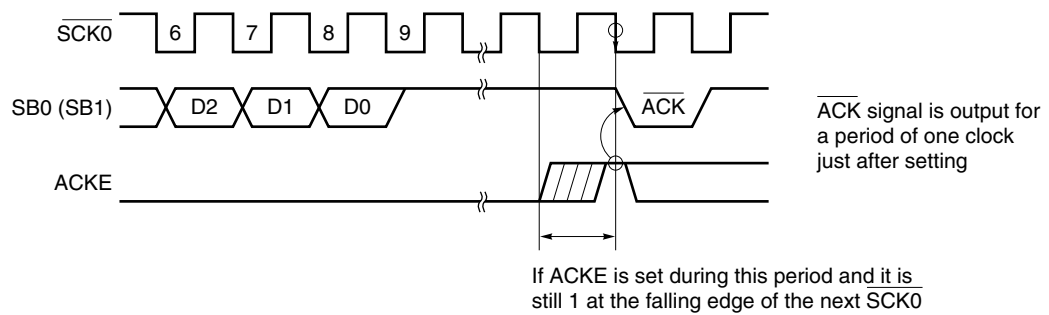 SCK0
6 7 8 9
SB0 (SB1)
D2 D1 D0 ACK
ACK signal is output for
a period of one clock
just after setting
ACKE
If ACKE is set during this period and it is
still 1 at the falling edge of the next SCK0